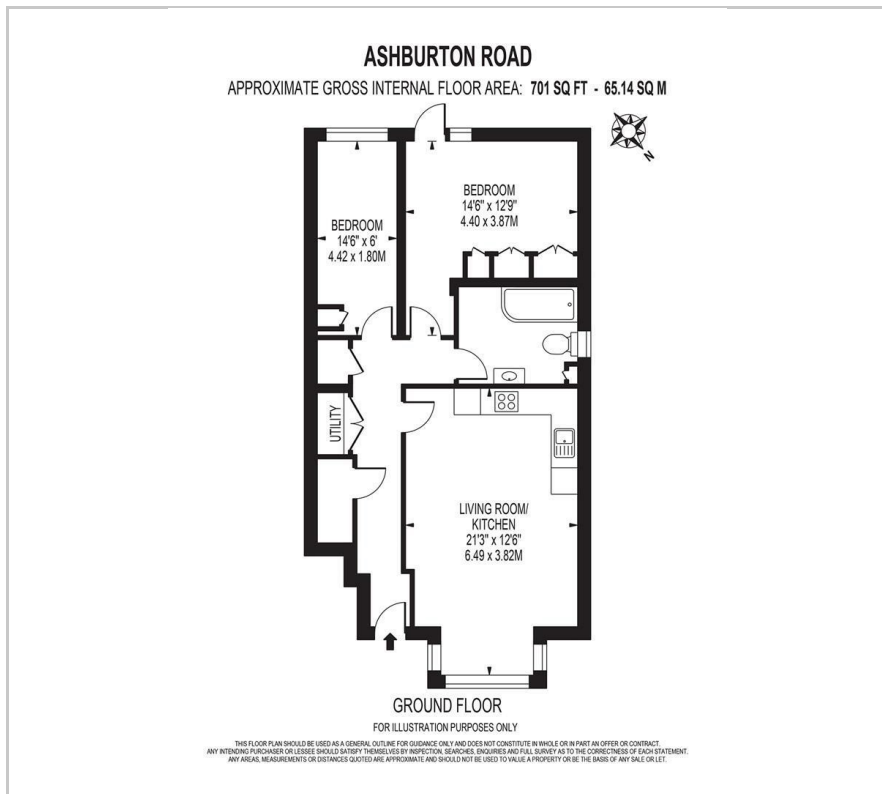 ASHBURTON ROAD
APPROXIMATE GROSS INTERNAL FLOOR AREA: 701 SQ FT - 65.14 SQ M
N
BEDROOM
14'6" x 12'9"
4.40 x 3.87M
BEDROOM
14'6" x 6'
4.42 x 1.80M
UTILITY
LIVING ROOM/
KITCHEN
21'3" x 12'6"
6.49 x 3.82M
GROUND FLOOR
FOR ILLUSTRATION PURPOSES ONLY
THIS FLOOR PLAN SHOULD BE USED AS A GENERAL OUTLINE FOR GUIDANCE ONLY AND DOES NOT CONSTITUTE IN WHOLE OR IN PART AN OFFER OR CONTRACT.
ANY INTENDING PURCHASER OR LESSEE SHOULD SATISFY THEMSELVES BY INSPECTION, SEARCHES, ENQUIRIES AND FULL SURVEY AS TO THE CORRECTNESS OF EACH STATEMENT.
ANY AREAS, MEASUREMENTS OR DISTANCES QUOTED ARE APPROXIMATE AND SHOULD NOT BE USED TO VALUE A PROPERTY OR BE THE BASIS OF ANY SALE OR LET.